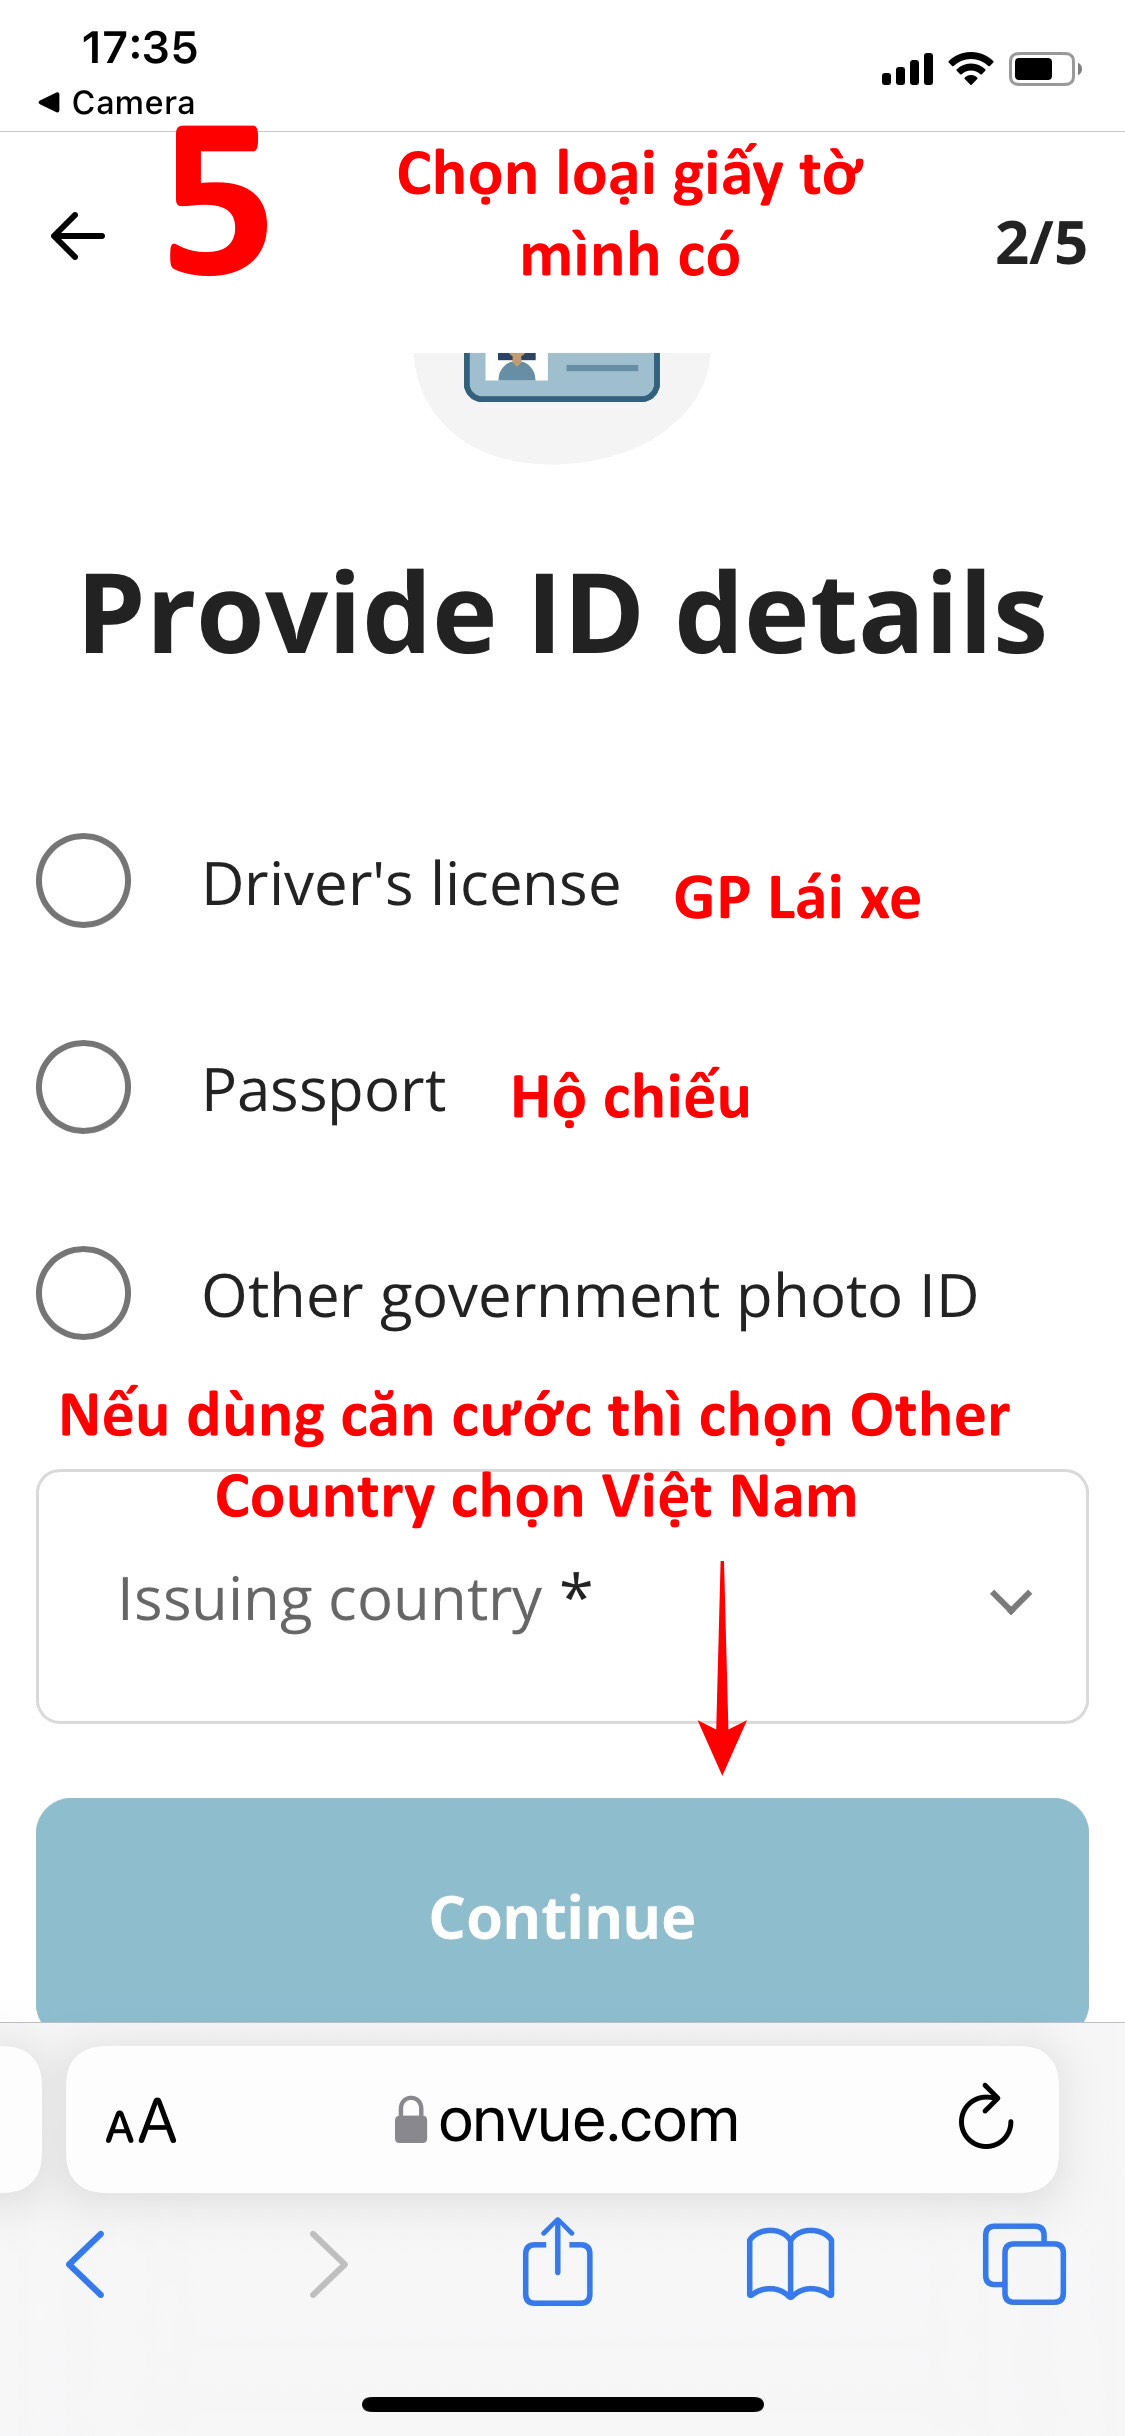 17:35
Camera
5
Chọn loại giấy tờ
mình có
2/5
Provide ID details
Driver's license GP Lái xe
Passport Hộ chiếu
Other government photo ID
Nếu dùng căn cước thì chọn Other
Country chọn Việt Nam
Issuing country *
Continue
AA onvue.com